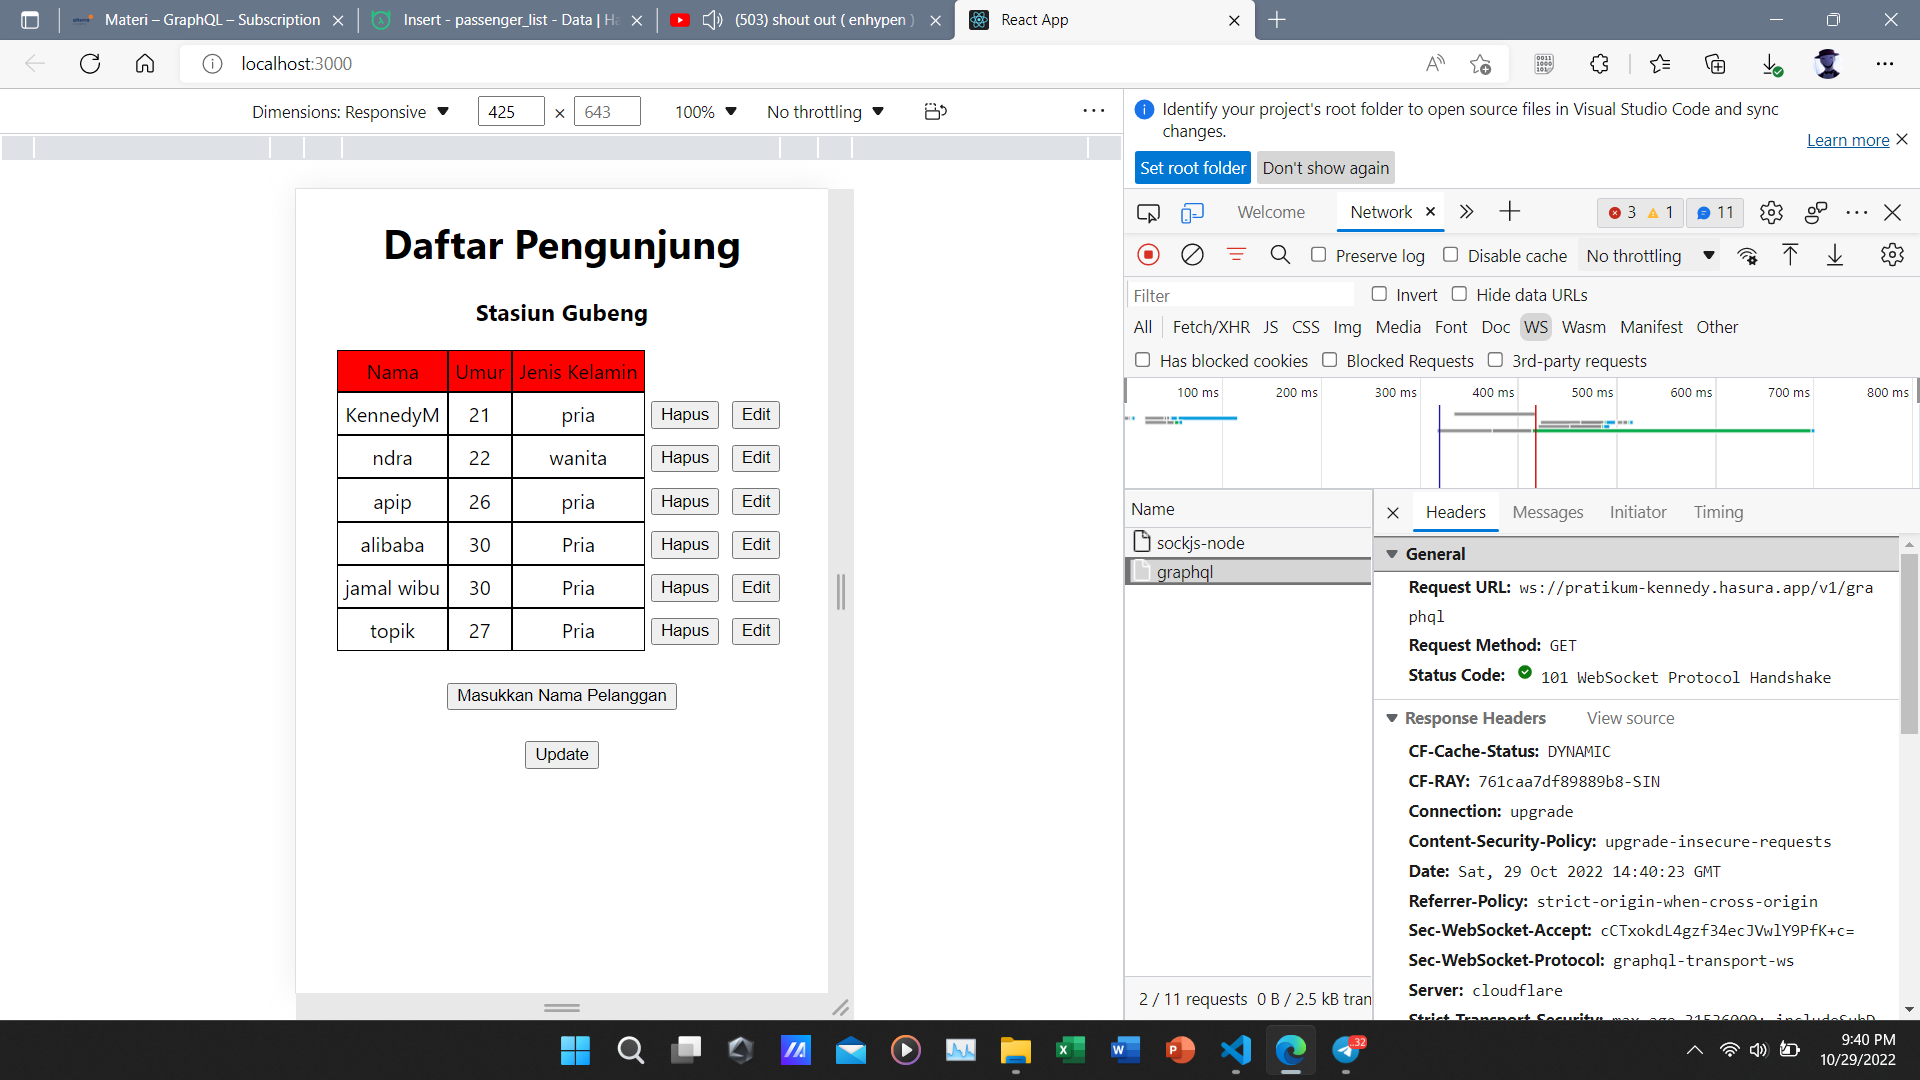 Materi – GraphQL – Subscription
Insert - passenger_list - Data | Ha
(503) shout out ( enhypen )
React App
localhost:3000
Dimensions: Responsive
425 × 643
100%
No throttling
Identify your project's root folder to open source files in Visual Studio Code and sync
changes.
Learn more
Set root folder
Don't show again
Welcome
Network
3
1
11
Preserve log
Disable cache
No throttling
Filter
Invert
Hide data URLs
All Fetch/XHR JS CSS Img Media Font Doc WS Wasm Manifest Other
Has blocked cookies
Blocked Requests
3rd-party requests
100 ms 200 ms 300 ms 400 ms 500 ms 600 ms 700 ms 800 ms
Daftar Pengunjung
Stasiun Gubeng
Nama Umur Jenis Kelamin
KennedyM 21 pria Hapus Edit
ndra 22 wanita Hapus Edit
apip 26 pria Hapus Edit
alibaba 30 Pria Hapus Edit
jamal wibu 30 Pria Hapus Edit
topik 27 Pria Hapus Edit
Masukkan Nama Pelanggan
Update
Name
sockjs-node
graphql
2 / 11 requests 0 B / 2.5 kB tran
Headers Messages Initiator Timing
General
Request URL: ws://pratikum-kennedy.hasura.app/v1/gra
phql
Request Method: GET
Status Code: 101 WebSocket Protocol Handshake
Response Headers View source
CF-Cache-Status: DYNAMIC
CF-RAY: 761caa7df89889b8-SIN
Connection: upgrade
Content-Security-Policy: upgrade-insecure-requests
Date: Sat, 29 Oct 2022 14:40:23 GMT
Referrer-Policy: strict-origin-when-cross-origin
Sec-WebSocket-Accept: cCTxokdL4gzf34ecJVwlY9PfK+c=
Sec-WebSocket-Protocol: graphql-transport-ws
Server: cloudflare
Strict-Transport-Security: max-age=31536000; includeSubD
9:40 PM
10/29/2022